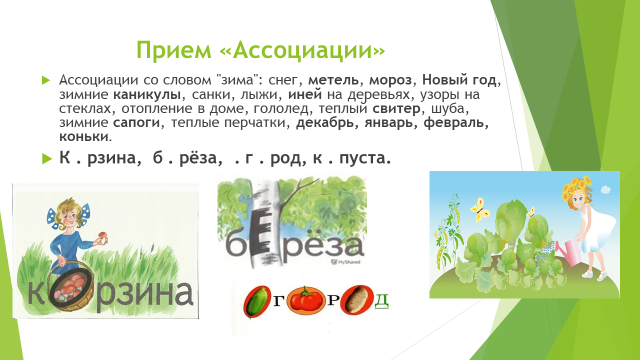 Прием «Ассоциации»
Ассоциации со словом "зима": снег, метель, мороз, Новый год,
зимние каникулы, санки, лыжи, иней на деревьях, узоры на
стеклах, отопление в доме, гололед, теплый свитер, шуба,
зимние сапоги, теплые перчатки, декабрь, январь, февраль,
коньки.
К . рзина, б . рёза, . г . род, к . пуста.
кОрзина
бЕрёза
MyShared
ОгОрОд